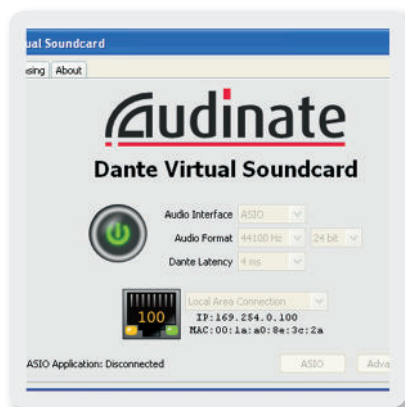 ual Soundcard
sing About
Audinate
Dante Virtual Soundcard
Audio Interface ASIO
Audio Format 44100 Hz 24 bit
Dante Latency 4 ms
100 Local Area Connection
IP:169.254.0.100
MAC:00:1a:a0:8e:3c:2a
ASIO Application: Disconnected ASIO Adva